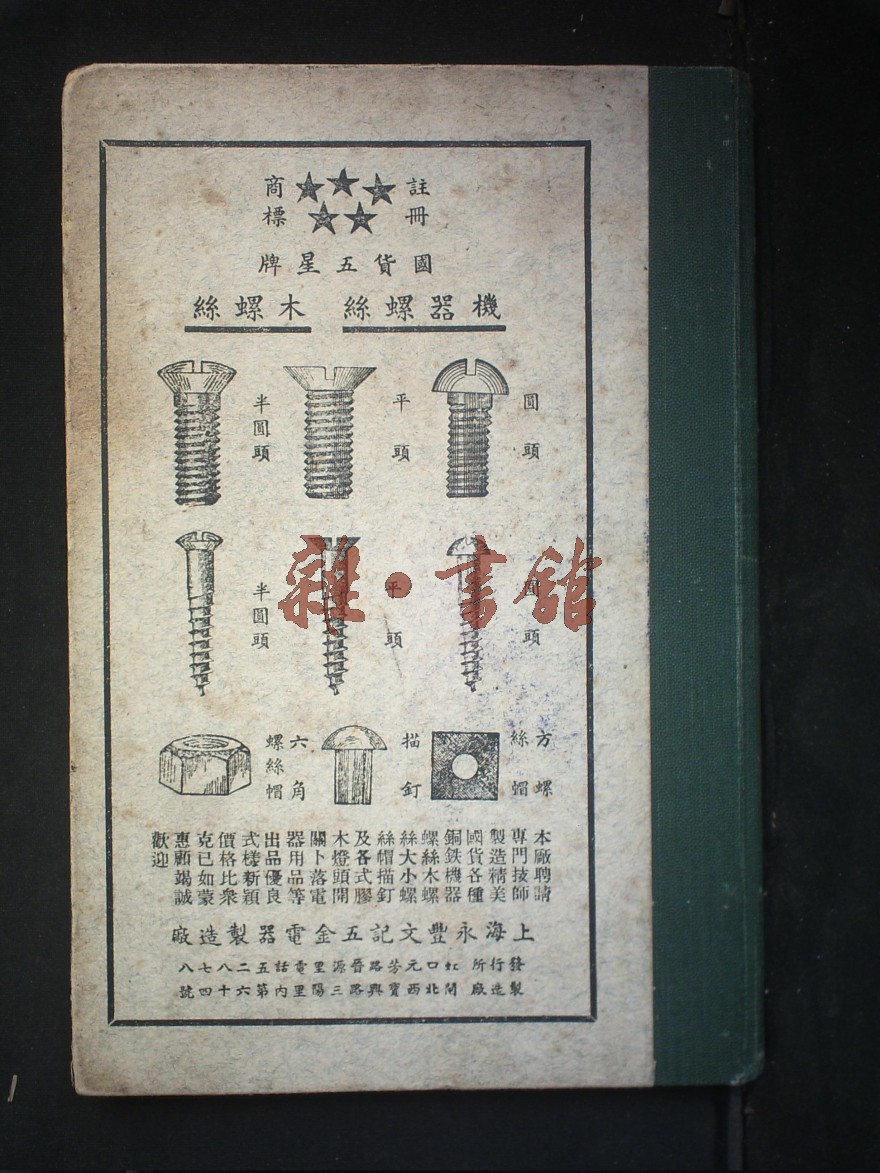 註冊
商標
國貨五星牌
機器螺絲 木螺絲
圓頭
平頭
半圓頭
圓頭
平頭
半圓頭
方螺絲帽
描釘
六角螺絲帽
本廠聘請
專門技師
製造精美
國貨各種
銅鉄機器
螺絲木螺
絲大小螺
絲帽描釘
及各式膠
木燈頭開
關卜落電
器用品等
出品優良
式樣新穎
價格比衆
克已如蒙
惠顧竭誠
歡迎
上海永豐文記五金電器製造廠
發行所虹口元芳路晉源里電話五二八七八
製造廠閘北西寶興路三陽里內第六十四號
雜·書館